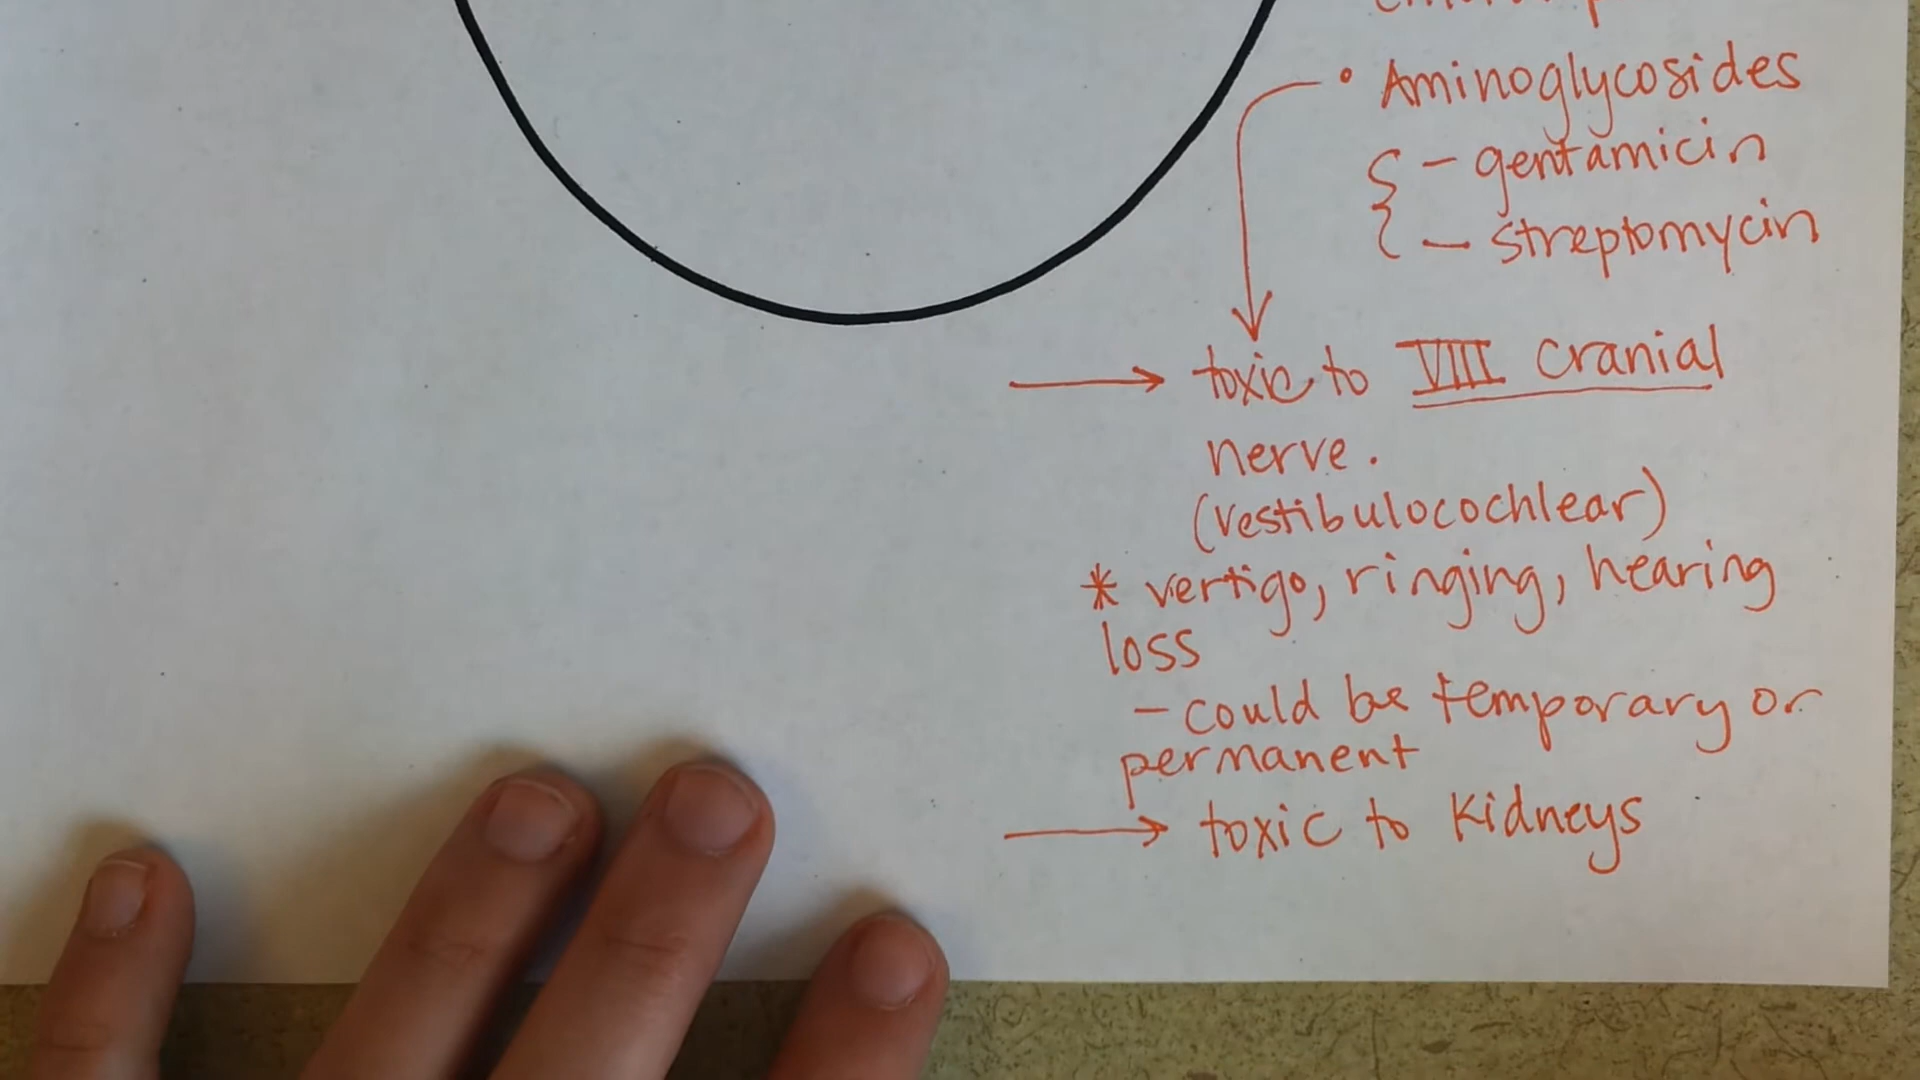 • Aminoglycosides
{ - gentamicin
- streptomycin
→ toxic to VIII cranial
nerve.
(vestibulocochlear)
* vertigo, ringing, hearing
loss
- could be temporary or
permanent
→ toxic to kidneys